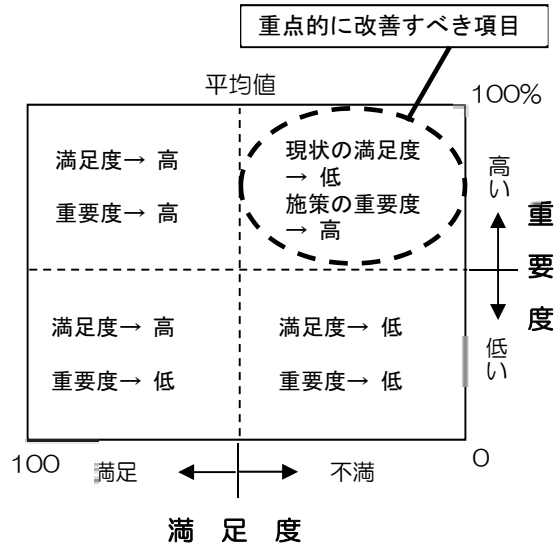 重点的に改善すべき項目
平均値
100%
満足度→ 高
重要度→ 高
現状の満足度
→ 低
施策の重要度
→ 高
高い
重要度
低い
満足度→ 高
重要度→ 低
満足度→ 低
重要度→ 低
100
満足
不満
0
満 足 度